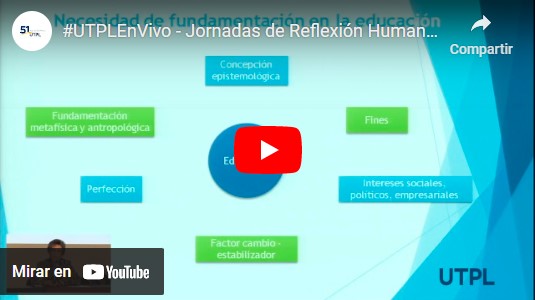 Necesidad de fundamentación en la educación
51
UTPL
#UTPLEnVivo - Jornadas de Reflexión Human...
Compartir
Concepción
epistemológica
Fundamentación
metafísica y antropológica
Fines
Ed
Perfección
Intereses sociales,
políticos, empresariales
Factor cambio -
estabilizador
Mirar en YouTube
UTPL